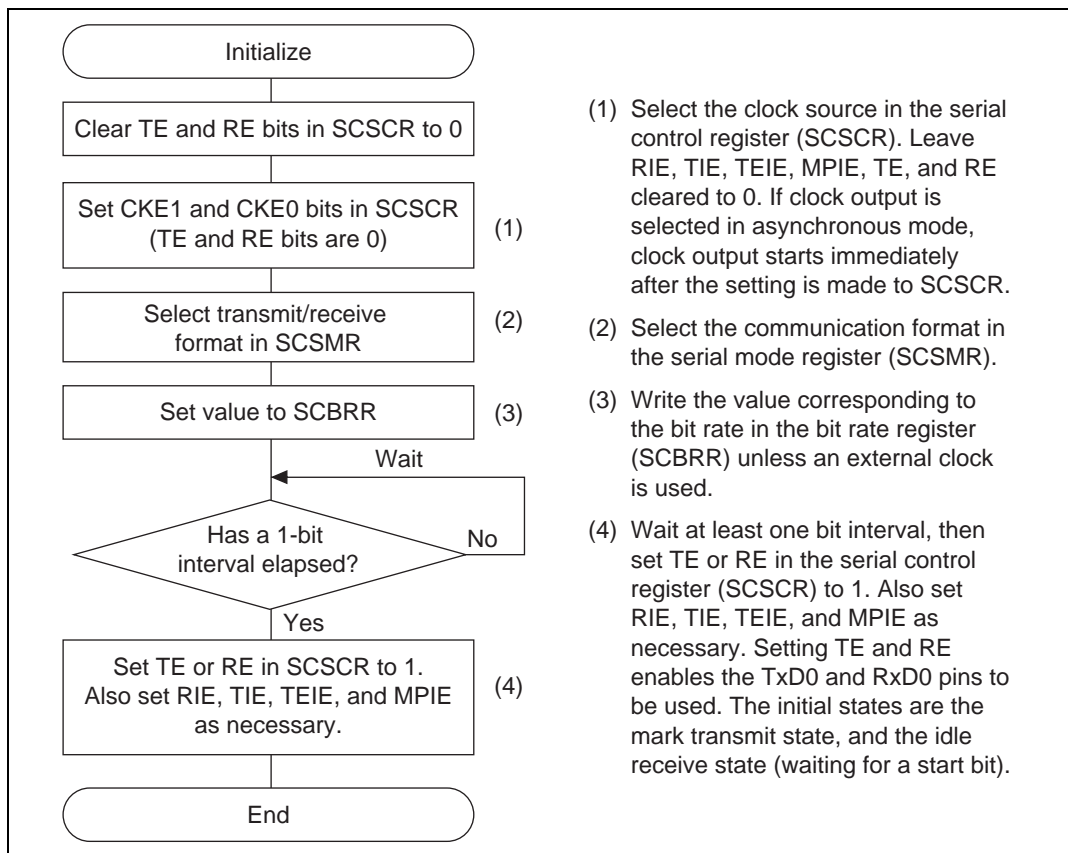 Initialize
Clear TE and RE bits in SCSCR to 0
Set CKE1 and CKE0 bits in SCSCR
(TE and RE bits are 0)
(1)
Select transmit/receive
format in SCSMR
(2)
Set value to SCBRR
(3)
Wait
Has a 1-bit
interval elapsed?
No
Yes
Set TE or RE in SCSCR to 1.
Also set RIE, TIE, TEIE, and MPIE
as necessary.
(4)
End
(1) Select the clock source in the serial
control register (SCSCR). Leave
RIE, TIE, TEIE, MPIE, TE, and RE
cleared to 0. If clock output is
selected in asynchronous mode,
clock output starts immediately
after the setting is made to SCSCR.
(2) Select the communication format in
the serial mode register (SCSMR).
(3) Write the value corresponding to
the bit rate in the bit rate register
(SCBRR) unless an external clock
is used.
(4) Wait at least one bit interval, then
set TE or RE in the serial control
register (SCSCR) to 1. Also set
RIE, TIE, TEIE, and MPIE as
necessary. Setting TE and RE
enables the TxD0 and RxD0 pins to
be used. The initial states are the
mark transmit state, and the idle
receive state (waiting for a start bit).